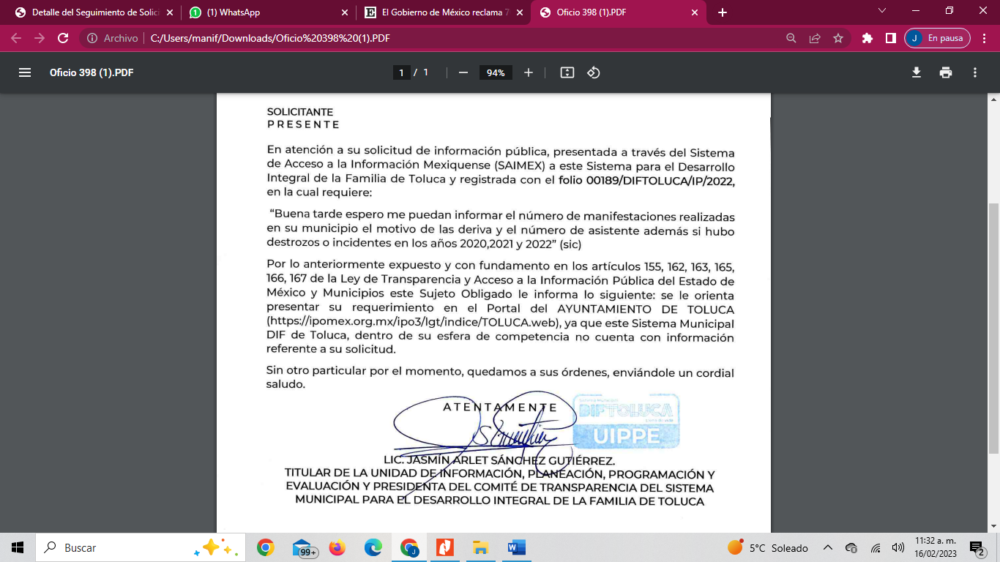 Detalle del Seguimiento de Solici
(1) WhatsApp
El Gobierno de México reclama 7
Oficio 398 (1).PDF
Archivo
C:/Users/manif/Downloads/Oficio%20398%20(1).PDF
J
En pausa
Oficio 398 (1).PDF
1 / 1
94%
SOLICITANTE
P R E S E N T E
En atención a su solicitud de información pública, presentada a través del Sistema
de Acceso a la Información Mexiquense (SAIMEX) a este Sistema para el Desarrollo
Integral de la Familia de Toluca y registrada con el folio 00189/DIFTOLUCA/IP/2022,
en la cual requiere:
“Buena tarde espero me puedan informar el número de manifestaciones realizadas
en su municipio el motivo de las deriva y el número de asistente además si hubo
destrozos o incidentes en los años 2020,2021 y 2022” (sic)
Por lo anteriormente expuesto y con fundamento en los artículos 155, 162, 163, 165,
166, 167 de la Ley de Transparencia y Acceso a la Información Pública del Estado de
México y Municipios este Sujeto Obligado le informa lo siguiente: se le orienta
presentar su requerimiento en el Portal del AYUNTAMIENTO DE TOLUCA
(https://ipomex.org.mx/ipo3/lgt/indice/TOLUCA.web), ya que este Sistema Municipal
DIF de Toluca, dentro de su esfera de competencia no cuenta con información
referente a su solicitud.
Sin otro particular por el momento, quedamos a sus órdenes, enviándole un cordial
saludo.
A T E N T A M E N T E
DIFTOLUCA
UIPPE
LIC. JASMÍN ARLET SÁNCHEZ GUTIÉRREZ.
TITULAR DE LA UNIDAD DE INFORMACIÓN, PLANEACIÓN, PROGRAMACIÓN Y
EVALUACIÓN Y PRESIDENTA DEL COMITÉ DE TRANSPARENCIA DEL SISTEMA
MUNICIPAL PARA EL DESARROLLO INTEGRAL DE LA FAMILIA DE TOLUCA
Buscar
99+
5°C Soleado
11:32 a. m.
16/02/2023
2